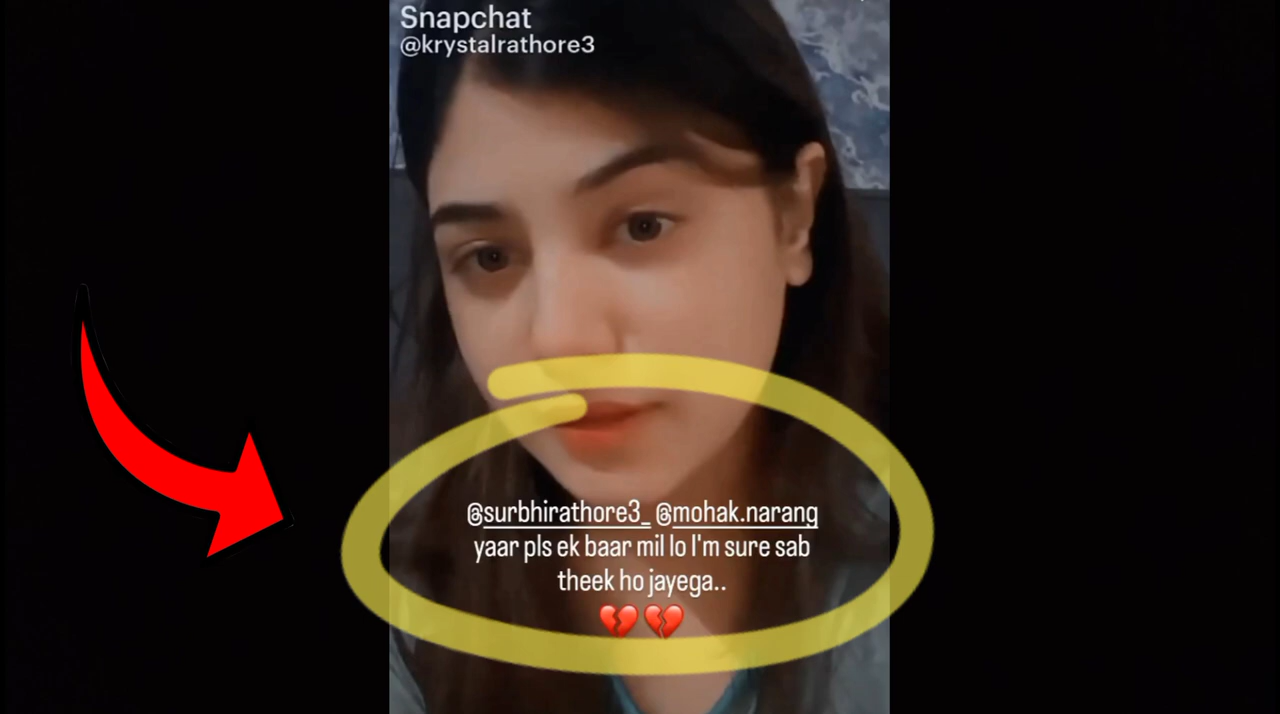 Snapchat
@krystalrathore3
@surbhirathore3_ @mohak.narang
yaar pls ek baar mil lo I'm sure sab
theek ho jayega..
💔💔